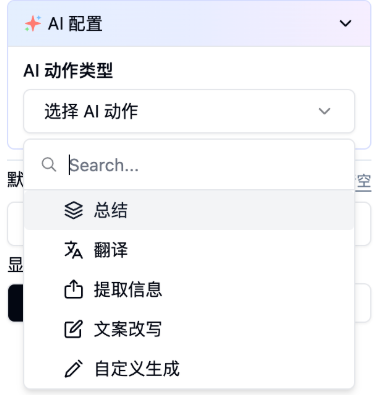 AI 配置
AI 动作类型
选择 AI 动作
Search...
默
空
总结
翻译
显
提取信息
文案改写
自定义生成